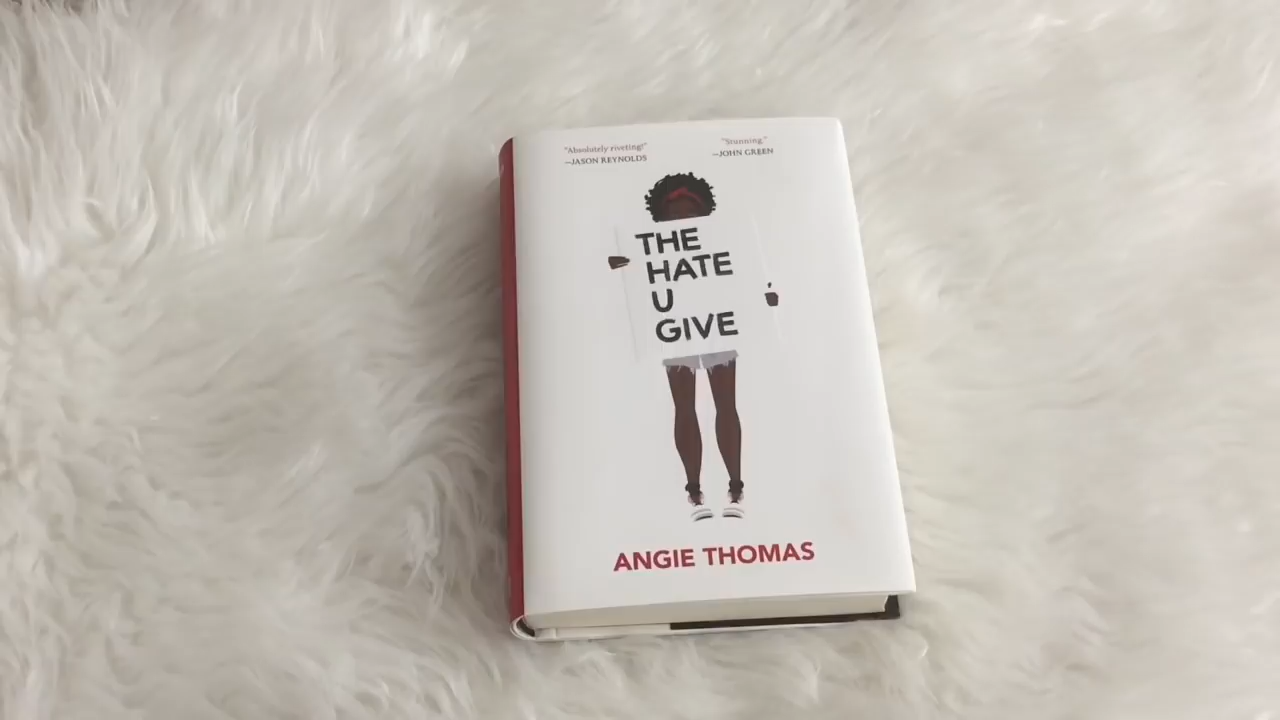 "Absolutely riveting!"
—JASON REYNOLDS
"Stunning."
—JOHN GREEN
THE
HATE
U
GIVE
ANGIE THOMAS